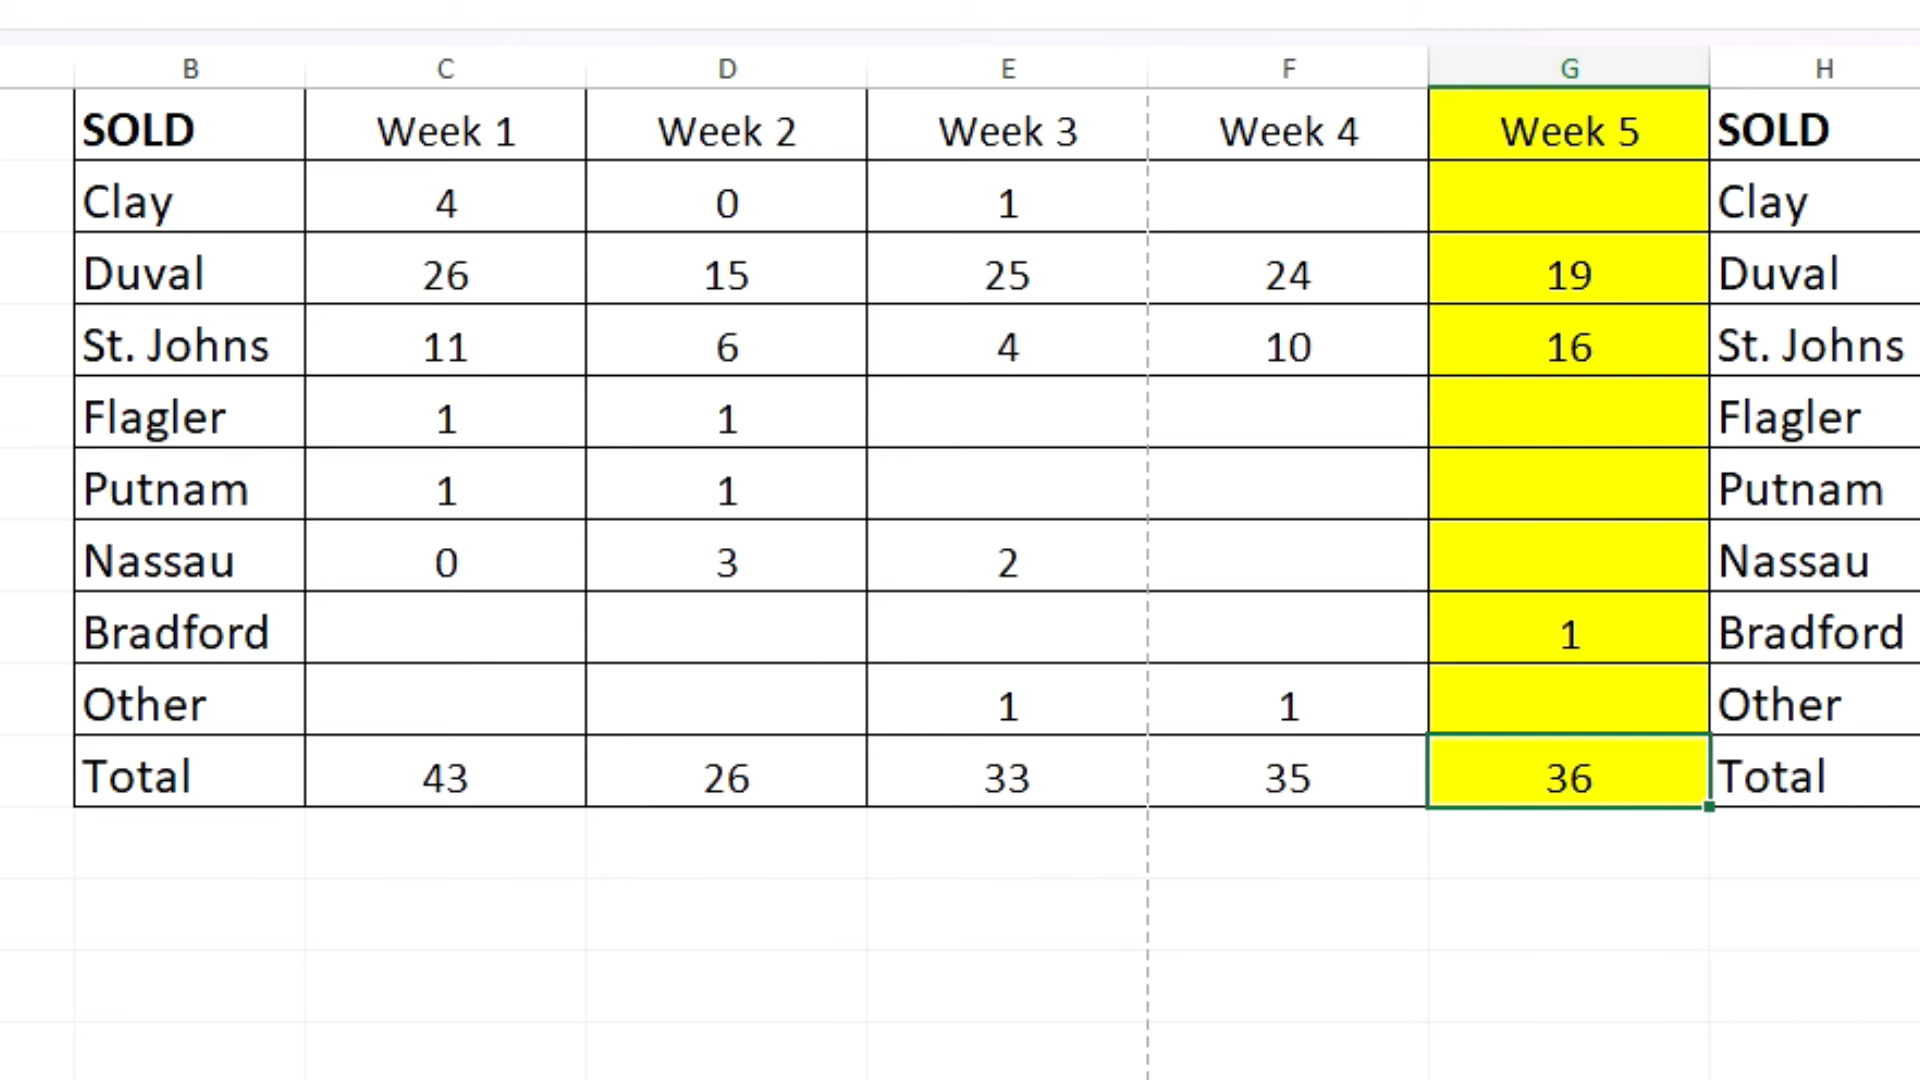 B C D E F G H
SOLD Week 1 Week 2 Week 3 Week 4 Week 5 SOLD
Clay 4 0 1 Clay
Duval 26 15 25 24 19 Duval
St. Johns 11 6 4 10 16 St. Johns
Flagler 1 1 Flagler
Putnam 1 1 Putnam
Nassau 0 3 2 Nassau
Bradford 1 Bradford
Other 1 1 Other
Total 43 26 33 35 36 Total